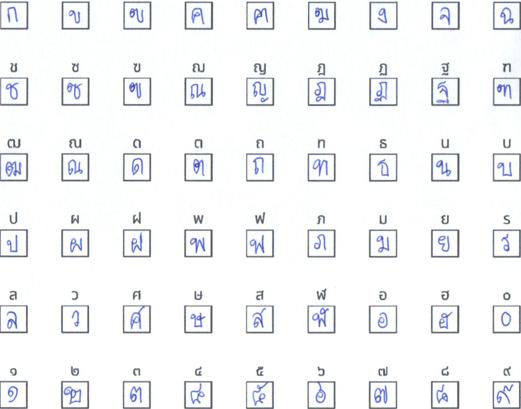 ก ข ฃ ค ฅ ฆ ง จ ฉ
ช ซ ฃ ฌ ญ ฎ ฏ ฐ ฑ
ช ซ ฃ ฌ ญ ฎ ฏ ฐ ฑ
ฒ ณ ด ต ถ ท ธ น บ
ฒ ณ ด ต ถ ท ธ น บ
ป ผ ฝ พ ฟ ภ ม ย ร
ป ผ ฝ พ ฟ ภ ม ย ร
ล ว ศ ษ ส ฬ อ ฮ ๐
ล ว ศ ษ ส ฬ อ ฮ ๐
๑ ๒ ๓ ๔ ๕ ๖ ๗ ๘ ๙
๑ ๒ ๓ ๔ ๕ ๖ ๗ ๘ ๙